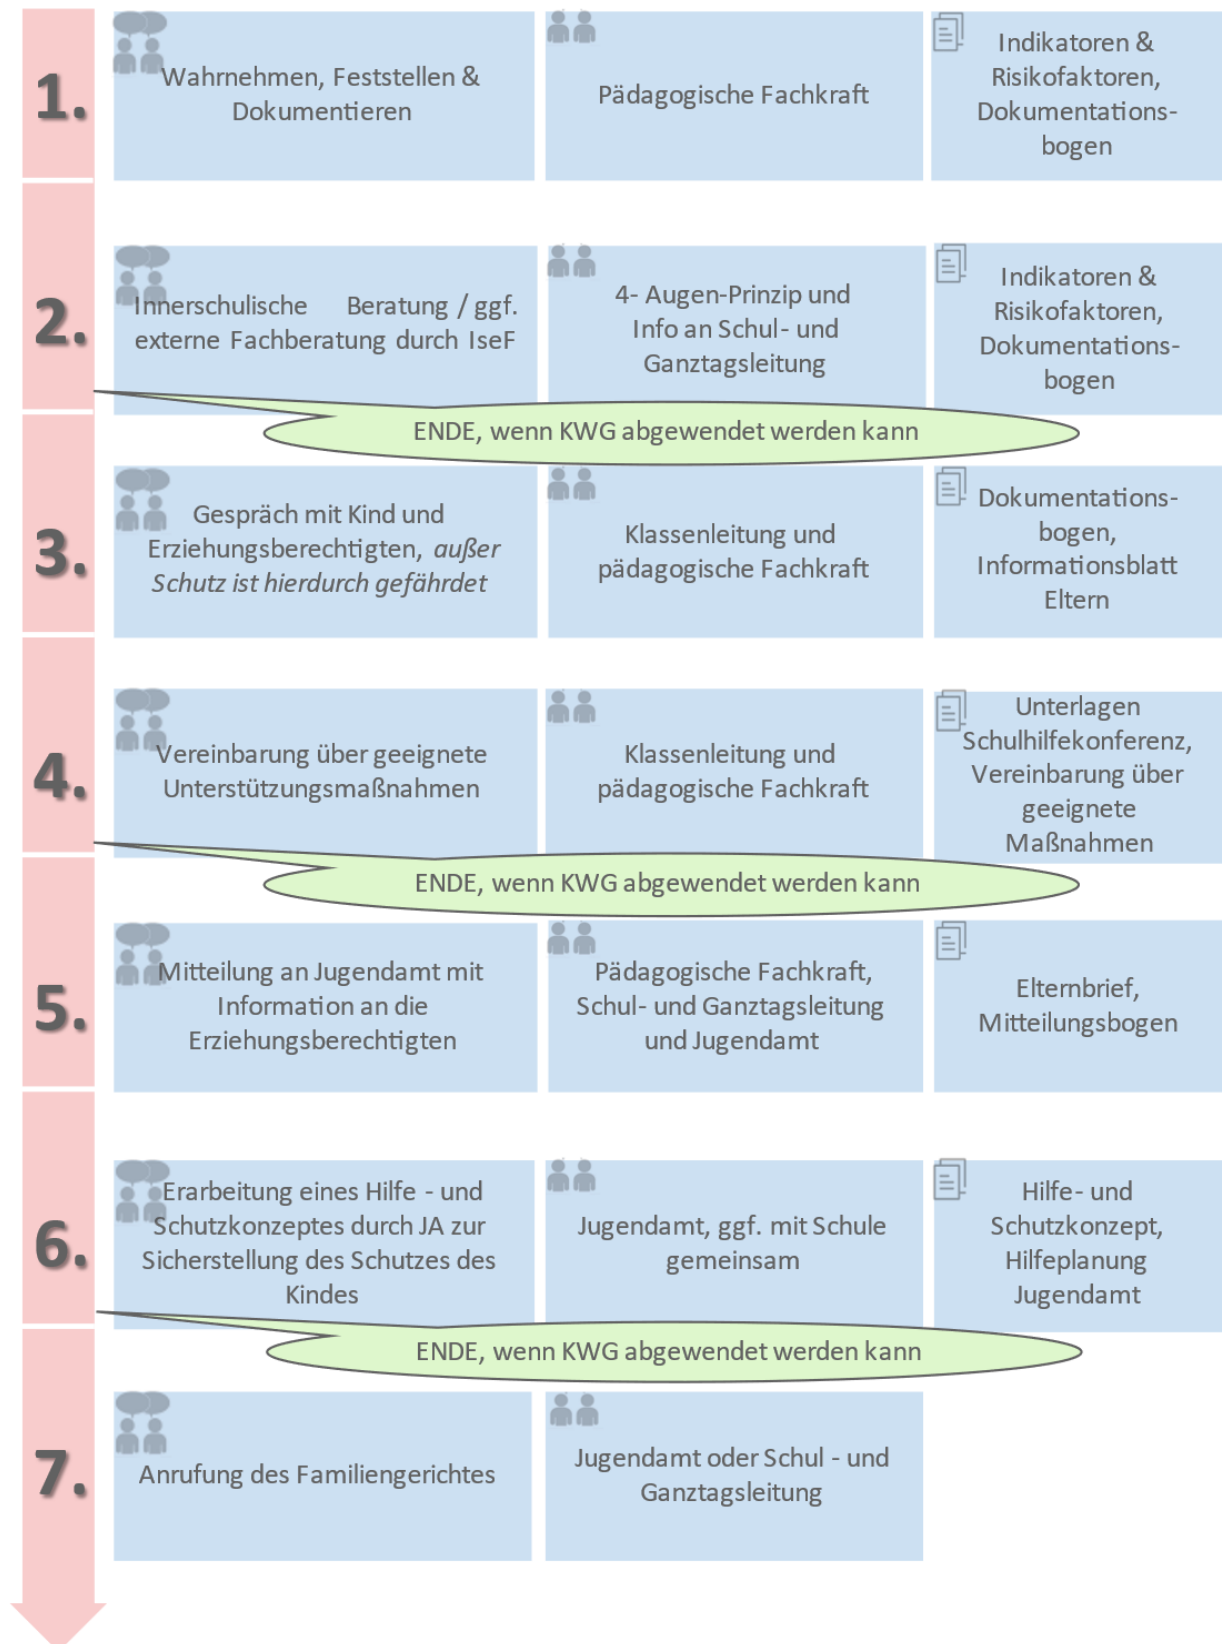 1.
Wahrnehmen, Feststellen &
Dokumentieren
Pädagogische Fachkraft
Indikatoren &
Risikofaktoren,
Dokumentations-
bogen
2.
Innerschulische Beratung / ggf.
externe Fachberatung durch IseF
4- Augen-Prinzip und
Info an Schul- und
Ganztagsleitung
Indikatoren &
Risikofaktoren,
Dokumentations-
bogen
ENDE, wenn KWG abgewendet werden kann
3.
Gespräch mit Kind und
Erziehungsberechtigten, außer
Schutz ist hierdurch gefährdet
Klassenleitung und
pädagogische Fachkraft
Dokumentations-
bogen,
Informationsblatt
Eltern
4.
Vereinbarung über geeignete
Unterstützungsmaßnahmen
Klassenleitung und
pädagogische Fachkraft
Unterlagen
Schulhilfekonferenz,
Vereinbarung über
geeignete
Maßnahmen
ENDE, wenn KWG abgewendet werden kann
5.
Mitteilung an Jugendamt mit
Information an die
Erziehungsberechtigten
Pädagogische Fachkraft,
Schul- und Ganztagsleitung
und Jugendamt
Elternbrief,
Mitteilungsbogen
6.
Erarbeitung eines Hilfe - und
Schutzkonzeptes durch JA zur
Sicherstellung des Schutzes des
Kindes
Jugendamt, ggf. mit Schule
gemeinsam
Hilfe- und
Schutzkonzept,
Hilfeplanung
Jugendamt
ENDE, wenn KWG abgewendet werden kann
7.
Anrufung des Familiengerichtes
Jugendamt oder Schul - und
Ganztagsleitung